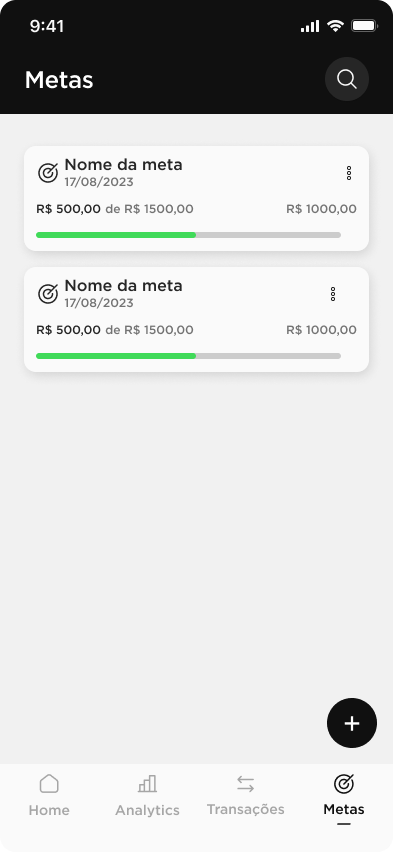 9:41
Metas
Nome da meta
17/08/2023
R$ 500,00 de R$ 1500,00 R$ 1000,00
Nome da meta
17/08/2023
R$ 500,00 de R$ 1500,00 R$ 1000,00
Home Analytics Transações Metas